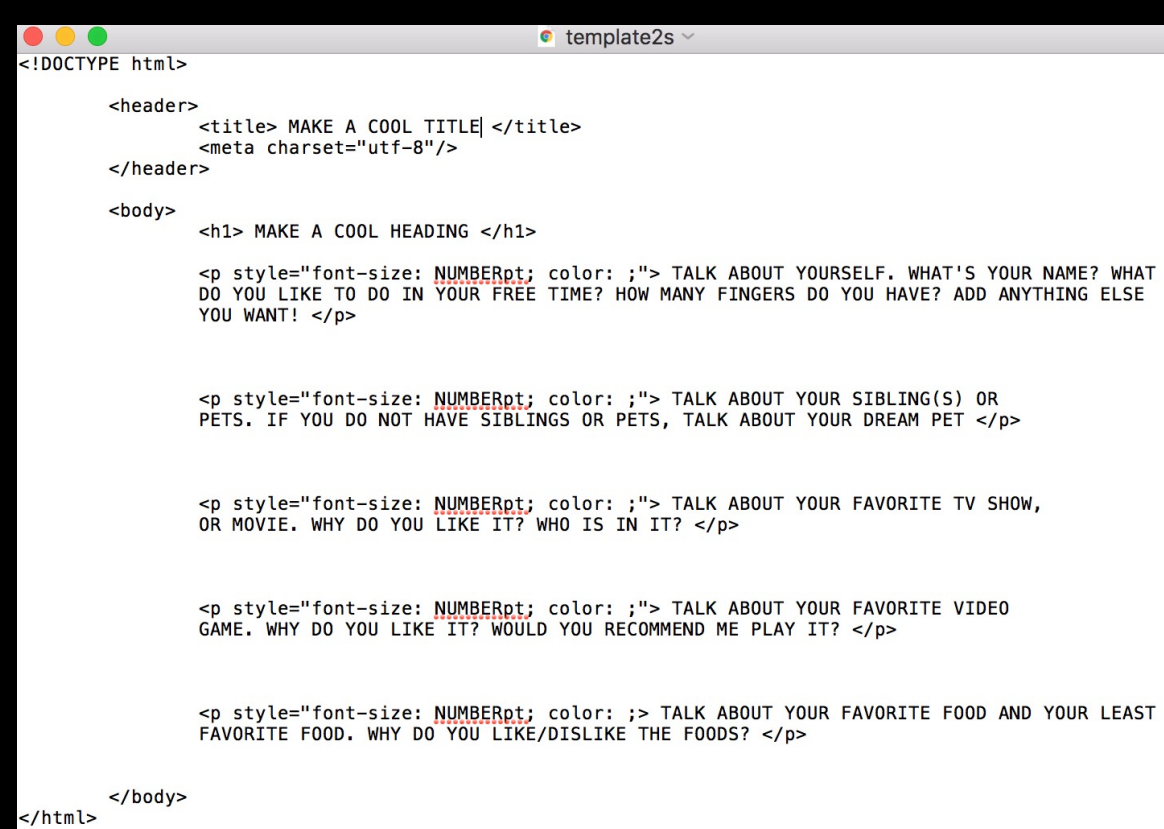 template2s
<!DOCTYPE html>
<header>
<title> MAKE A COOL TITLE </title>
<meta charset="utf-8"/>
</header>
<body>
<h1> MAKE A COOL HEADING </h1>
<p style="font-size: NUMBERpt; color: ;"> TALK ABOUT YOURSELF. WHAT'S YOUR NAME? WHAT
DO YOU LIKE TO DO IN YOUR FREE TIME? HOW MANY FINGERS DO YOU HAVE? ADD ANYTHING ELSE
YOU WANT! </p>
<p style="font-size: NUMBERpt; color: ;"> TALK ABOUT YOUR SIBLING(S) OR
PETS. IF YOU DO NOT HAVE SIBLINGS OR PETS, TALK ABOUT YOUR DREAM PET </p>
<p style="font-size: NUMBERpt; color: ;"> TALK ABOUT YOUR FAVORITE TV SHOW,
OR MOVIE. WHY DO YOU LIKE IT? WHO IS IN IT? </p>
<p style="font-size: NUMBERpt; color: ;"> TALK ABOUT YOUR FAVORITE VIDEO
GAME. WHY DO YOU LIKE IT? WOULD YOU RECOMMEND ME PLAY IT? </p>
<p style="font-size: NUMBERpt; color: ;> TALK ABOUT YOUR FAVORITE FOOD AND YOUR LEAST
FAVORITE FOOD. WHY DO YOU LIKE/DISLIKE THE FOODS? </p>
</body>
</html>